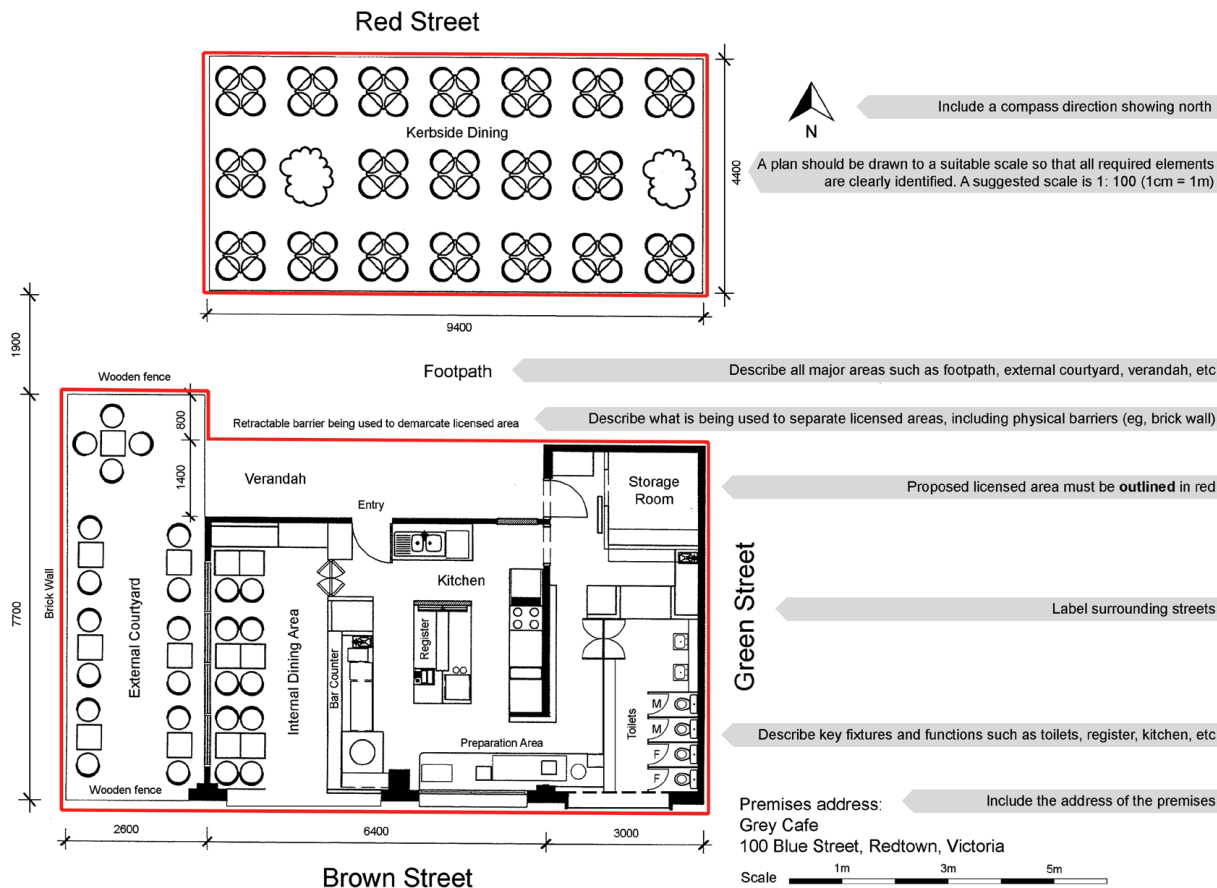 Red Street
Kerbside Dining
N
Include a compass direction showing north
A plan should be drawn to a suitable scale so that all required elements
are clearly identified. A suggested scale is 1: 100 (1cm = 1m)
4400
9400
1900
Footpath
Describe all major areas such as footpath, external courtyard, verandah, etc
Wooden fence
800
Retractable barrier being used to demarcate licensed area
Describe what is being used to separate licensed areas, including physical barriers (eg, brick wall)
1400
Verandah
Entry
Storage
Room
Proposed licensed area must be outlined in red
Kitchen
7700
Brick Wall
External Courtyard
Internal Dining Area
Bar Counter
Register
Green Street
Label surrounding streets
Toilets
M
M
F
F
Describe key fixtures and functions such as toilets, register, kitchen, etc
Preparation Area
Wooden fence
Premises address:
Include the address of the premises
Grey Cafe
100 Blue Street, Redtown, Victoria
2600
6400
3000
Brown Street
Scale
1m
3m
5m